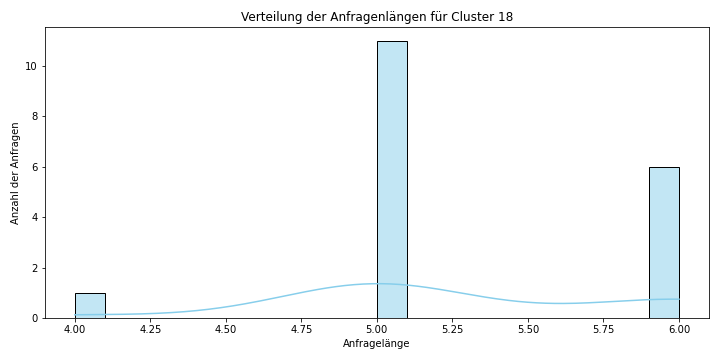 Verteilung der Anfragenlängen für Cluster 18
Anzahl der Anfragen
10
8
6
4
2
0
4.00 4.25 4.50 4.75 5.00 5.25 5.50 5.75 6.00
Anfragelänge